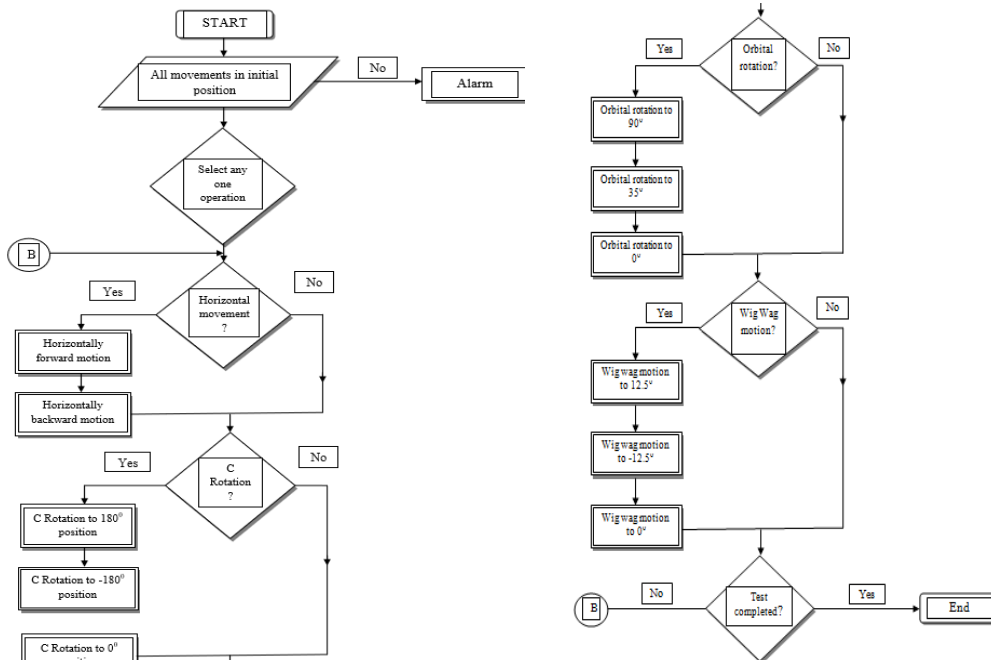 START
All movements in initial
position
No
Alarm
Select any
one
operation
B
Yes
No
Horizontal
movement
?
Horizontally
forward motion
Horizontally
backward motion
Yes
No
C
Rotation
?
C Rotation to 180°
position
C Rotation to -180°
position
C Rotation to 0°
Yes
No
Orbital
rotation?
Orbital rotation to
90°
Orbital rotation to
35°
Orbital rotation to
0°
Yes
No
Wig Wag
motion?
Wig wag motion
to 12.5°
Wig wag motion
to -12.5°
Wig wag motion
to 0°
B
No
Test
completed?
Yes
End